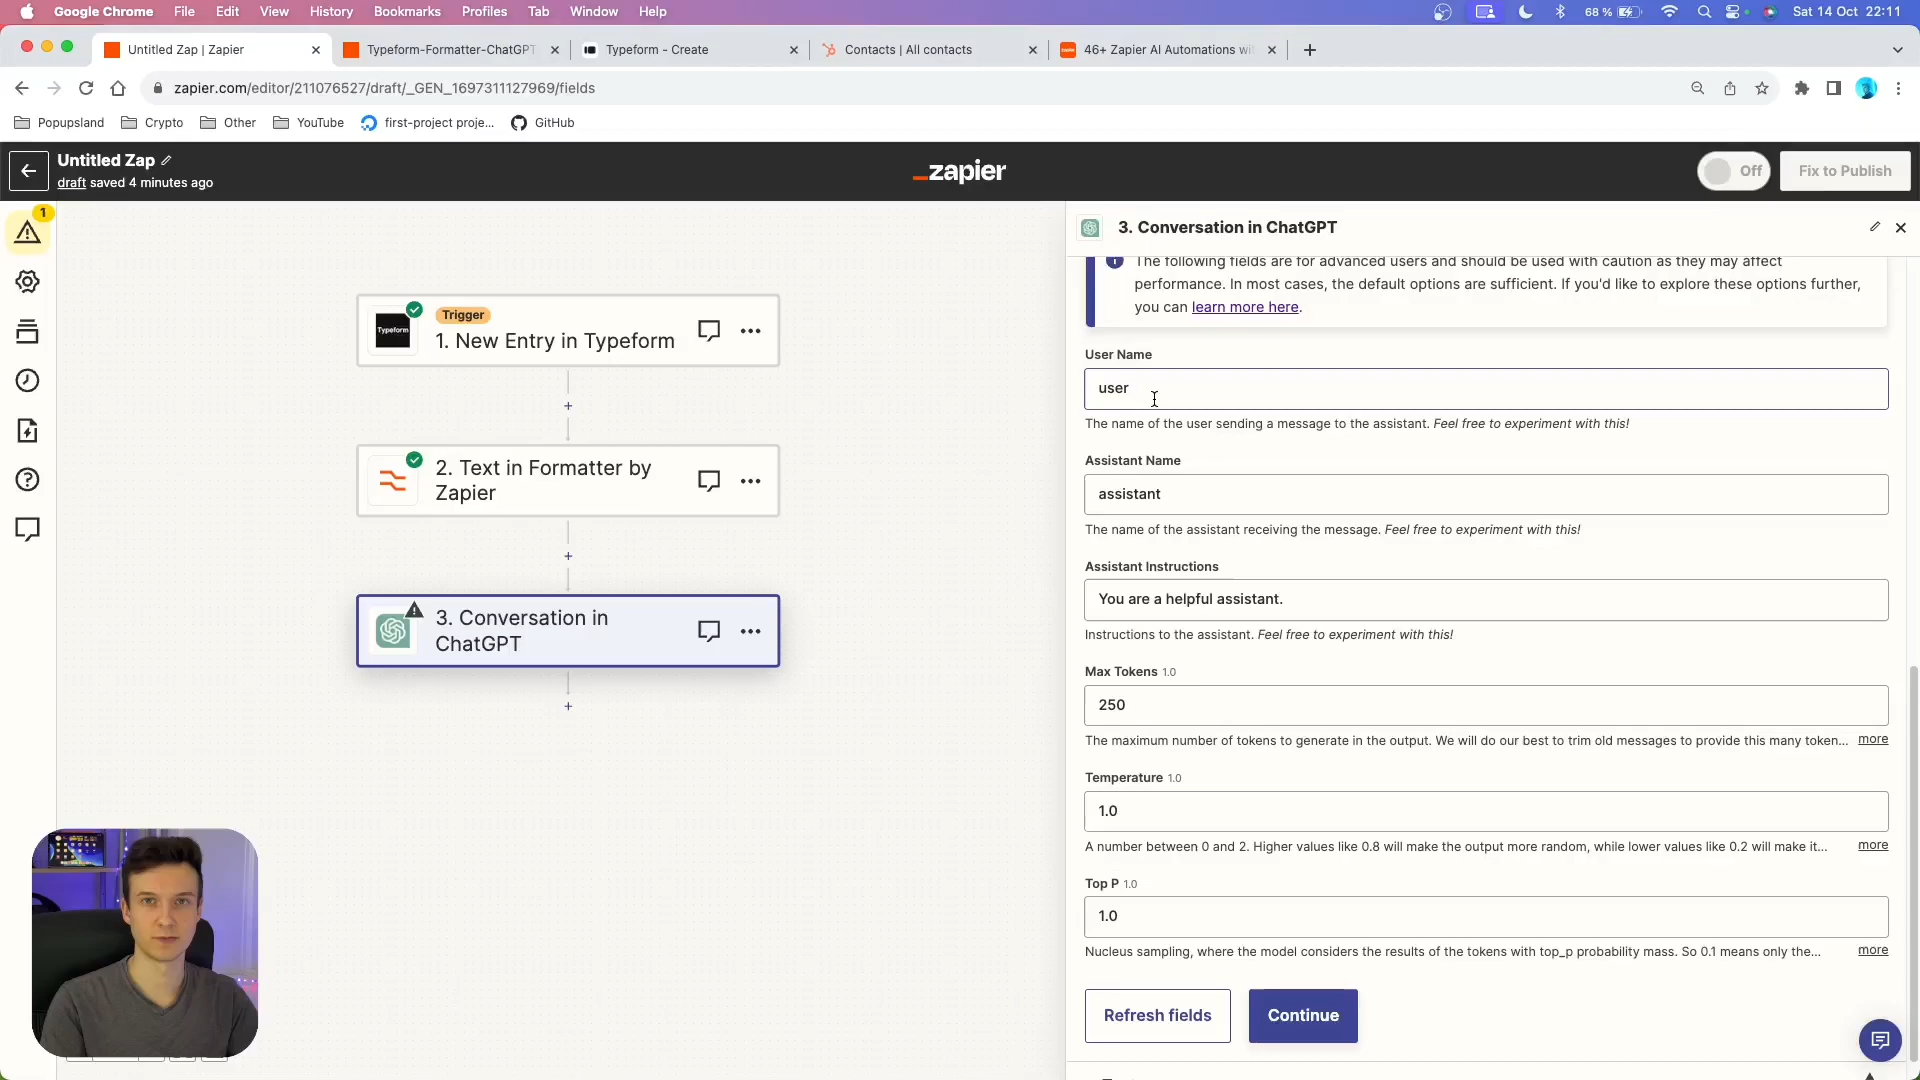 Google Chrome File Edit View History Bookmarks Profiles Tab Window Help 68 % Sat 14 Oct 22:11
Untitled Zap | Zapier Typeform-Formatter-ChatGPT Typeform - Create Contacts | All contacts 46+ Zapier AI Automations
zapier.com/editor/211076527/draft/_GEN_1697311127969/fields
Popupsland Crypto Other YouTube first-project proje... GitHub
Untitled Zap
draft saved 4 minutes ago
_zapier
Off
Fix to Publish
1
Trigger
Typeform
1. New Entry in Typeform
2. Text in Formatter by
Zapier
3. Conversation in
ChatGPT
3. Conversation in ChatGPT
The following fields are for advanced users and should be used with caution as they may affect
performance. In most cases, the default options are sufficient. If you'd like to explore these options further,
you can learn more here.
User Name
user
The name of the user sending a message to the assistant. Feel free to experiment with this!
Assistant Name
assistant
The name of the assistant receiving the message. Feel free to experiment with this!
Assistant Instructions
You are a helpful assistant.
Instructions to the assistant. Feel free to experiment with this!
Max Tokens 1.0
250
The maximum number of tokens to generate in the output. We will do our best to trim old messages to provide this many token... more
Temperature 1.0
1.0
A number between 0 and 2. Higher values like 0.8 will make the output more random, while lower values like 0.2 will make it... more
Top P 1.0
1.0
Nucleus sampling, where the model considers the results of the tokens with top_p probability mass. So 0.1 means only the... more
Refresh fields
Continue